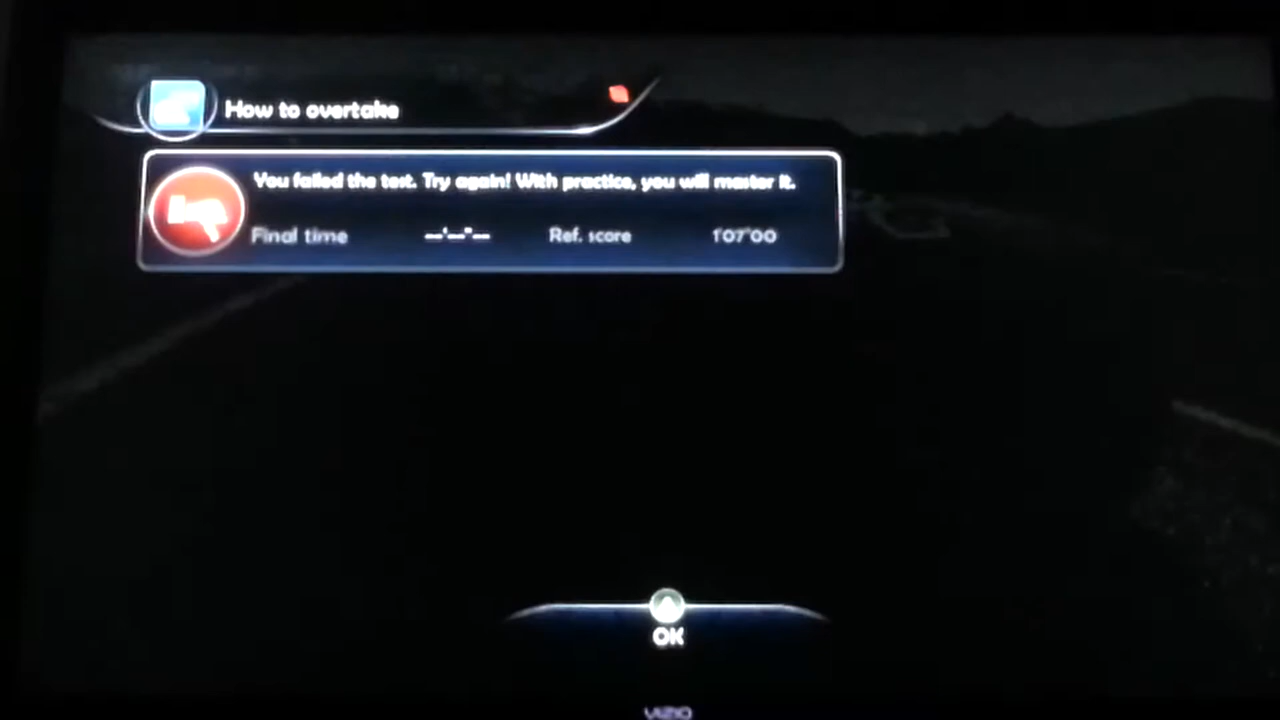 How to overtake
You failed the test. Try again! With practice, you will master it.
Final time --'--"-- Ref. score 1'07"00
OK
VIZIO